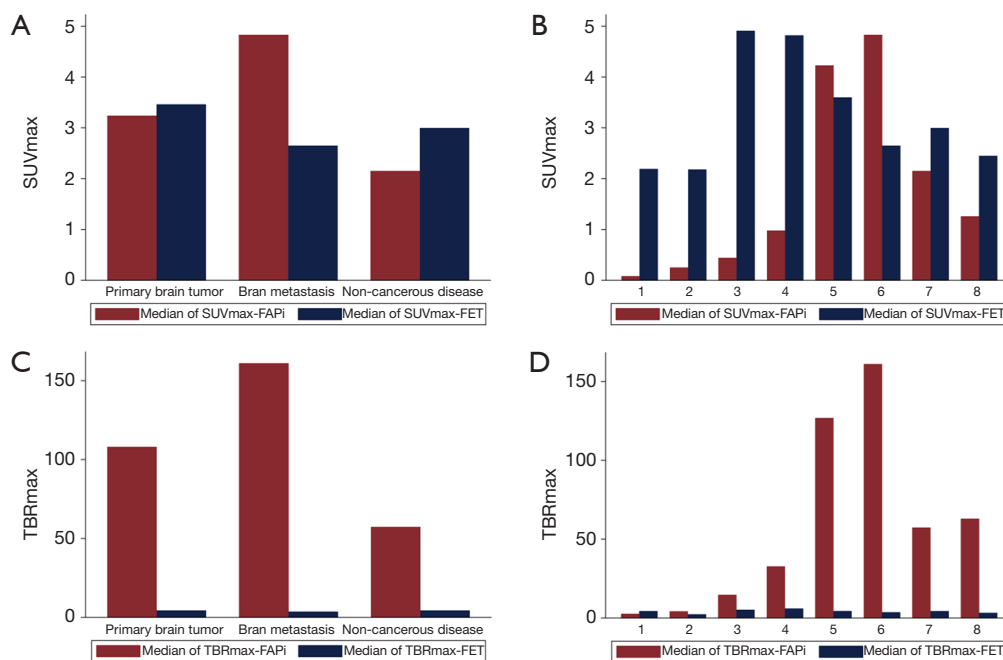 A
SUVmax
5
4
3
2
1
0
Primary brain tumor Bran metastasis Non-cancerous disease
Median of SUVmax-FAPi Median of SUVmax-FET
B
SUVmax
5
4
3
2
1
0
1 2 3 4 5 6 7 8
Median of SUVmax-FAPi Median of SUVmax-FET
C
TBRmax
150
100
50
0
Primary brain tumor Bran metastasis Non-cancerous disease
Median of TBRmax-FAPi Median of TBRmax-FET
D
TBRmax
150
100
50
0
1 2 3 4 5 6 7 8
Median of TBRmax-FAPi Median of TBRmax-FET